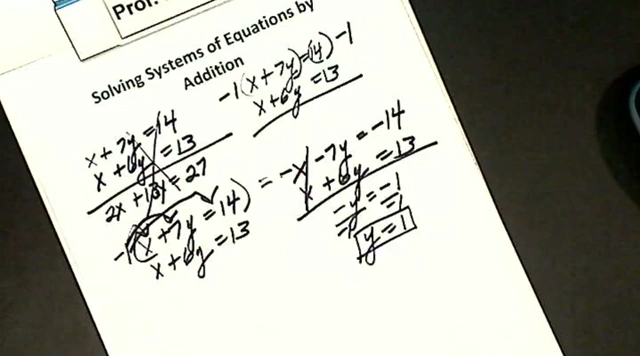 Prof.
Solving Systems of Equations by
Addition
x + 7y = 14
x + 6y = 13
2x + 13y = 27
-1(x + 7y = 14)
x + 6y = 13
-1(x + 7y) = (14) -1
x + 6y = 13
= -x - 7y = -14
x + 6y = 13
-y = -1
-1 -1
y = 1